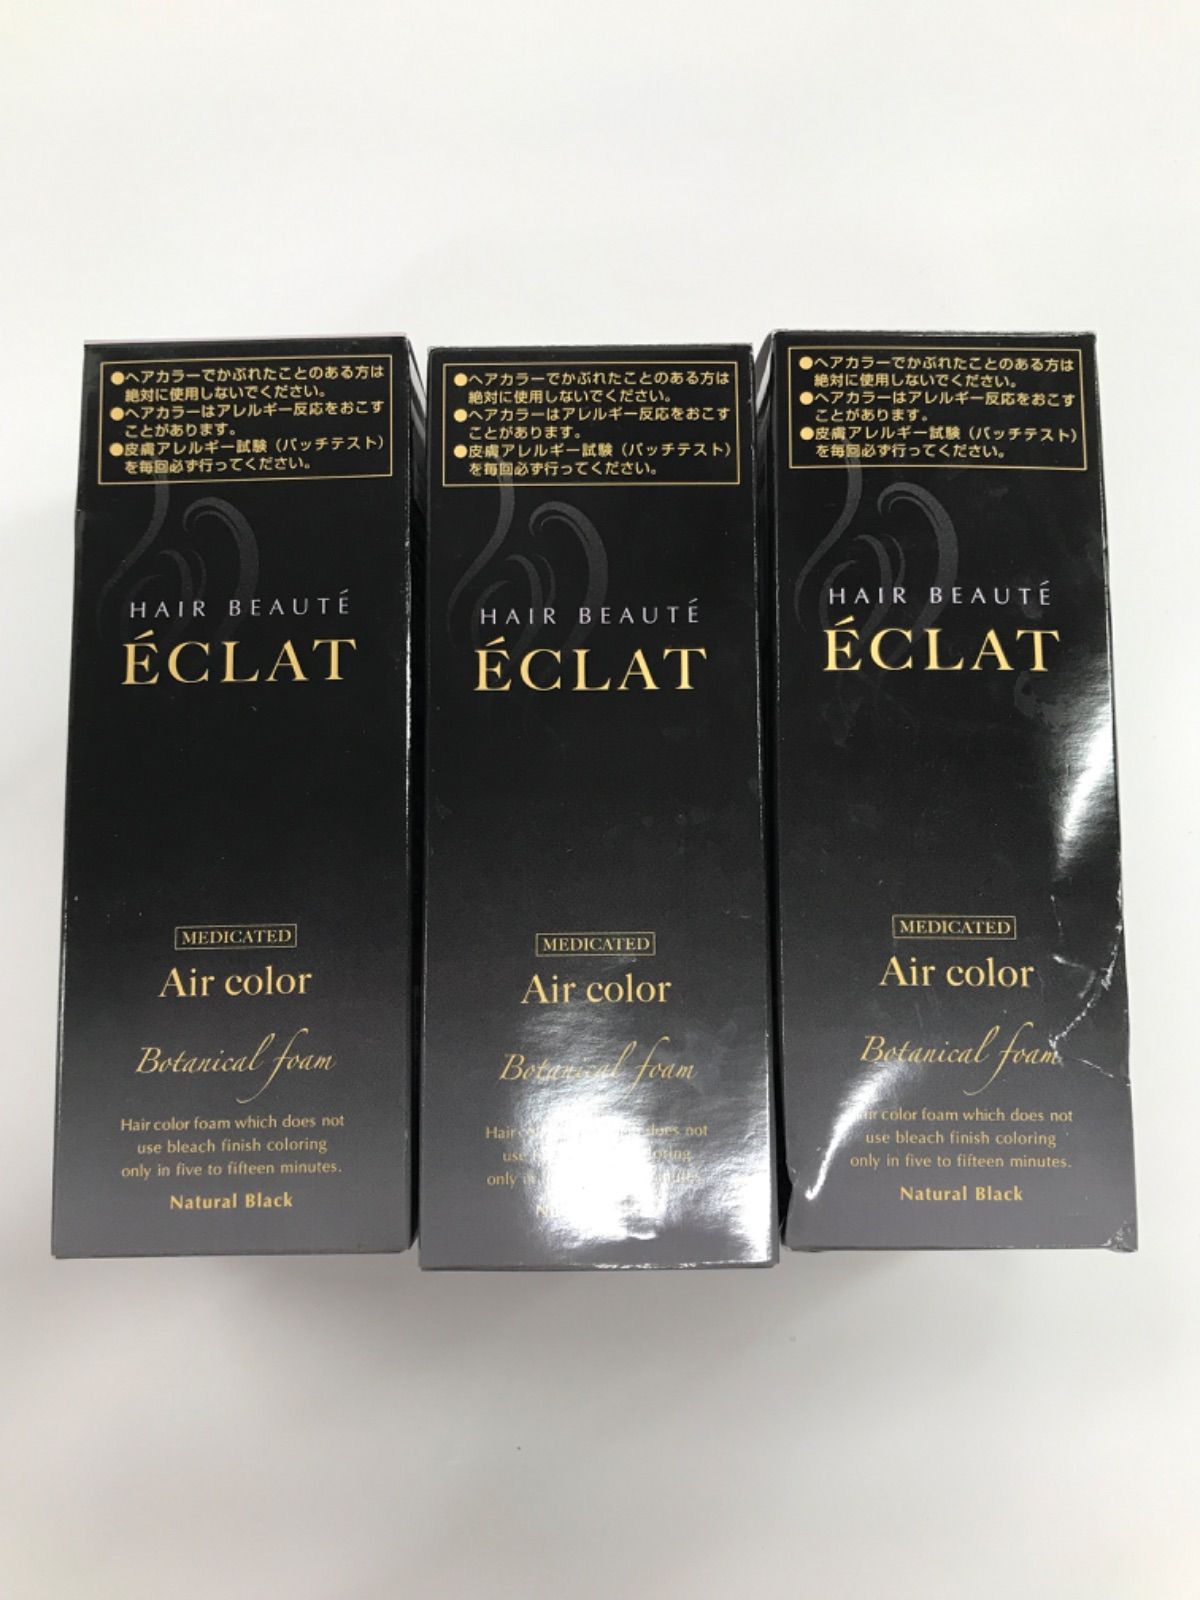 ●ヘアカラーでかぶれたことのある方は
絶対に使用しないでください。
●ヘアカラーはアレルギー反応をおこす
ことがあります。
●皮膚アレルギー試験（パッチテスト）
を毎回必ず行ってください。
HAIR BEAUTÉ
ÉCLAT
MEDICATED
Air color
Botanical foam
Hair color foam which does not
use bleach finish coloring
only in five to fifteen minutes.
Natural Black
●ヘアカラーでかぶれたことのある方は
絶対に使用しないでください。
●ヘアカラーはアレルギー反応をおこす
ことがあります。
●皮膚アレルギー試験（パッチテスト）
を毎回必ず行ってください。
HAIR BEAUTÉ
ÉCLAT
MEDICATED
Air color
Botanical foam
does not
use
only in
●ヘアカラーでかぶれたことのある方は
絶対に使用しないでください。
●ヘアカラーはアレルギー反応をおこす
ことがあります。
●皮膚アレルギー試験（パッチテスト）
を毎回必ず行ってください。
HAIR BEAUTÉ
ÉCLAT
MEDICATED
Air color
Botanical foam
Hair color foam which does not
use bleach finish coloring
only in five to fifteen minutes.
Natural Black